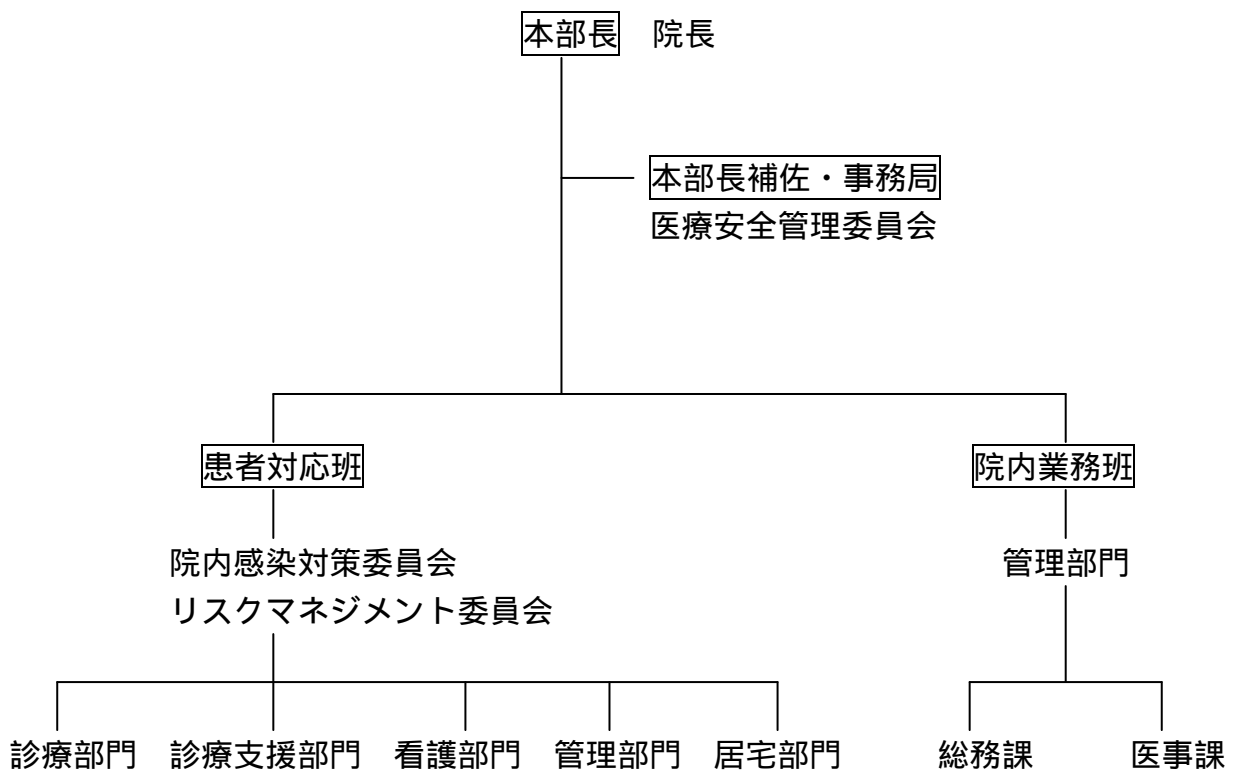 本部長 院長
本部長補佐・事務局
医療安全管理委員会
患者対応班 院内業務班
院内感染対策委員会 管理部門
リスクマネジメント委員会
診療部門 診療支援部門 看護部門 管理部門 居宅部門 総務課 医事課